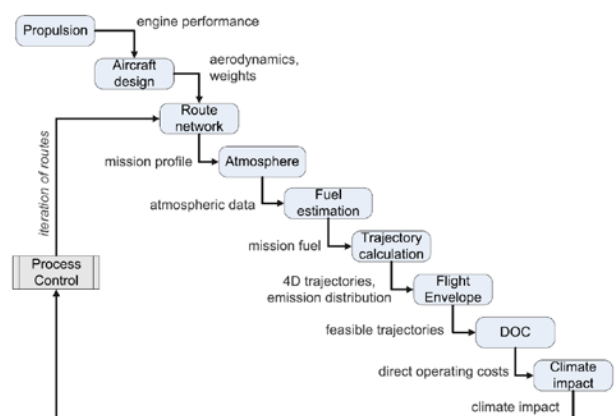 Propulsion
engine performance
Aircraft
design
aerodynamics,
weights
Route
network
iteration of routes
mission profile
Atmosphere
atmospheric data
Fuel
estimation
mission fuel
Trajectory
calculation
Process
Control
4D trajectories,
emission distribution
Flight
Envelope
feasible trajectories
DOC
direct operating costs
Climate
impact
climate impact